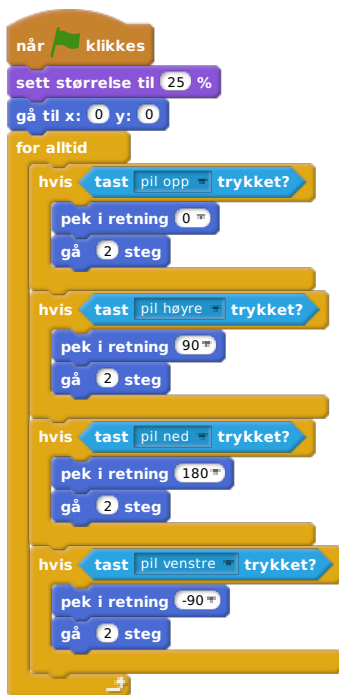 når klikkes
sett størrelse til 25 %
gå til x: 0 y: 0
for alltid
hvis tast pil opp trykket?
pek i retning 0
gå 2 steg
hvis tast pil høyre trykket?
pek i retning 90
gå 2 steg
hvis tast pil ned trykket?
pek i retning 180
gå 2 steg
hvis tast pil venstre trykket?
pek i retning -90
gå 2 steg